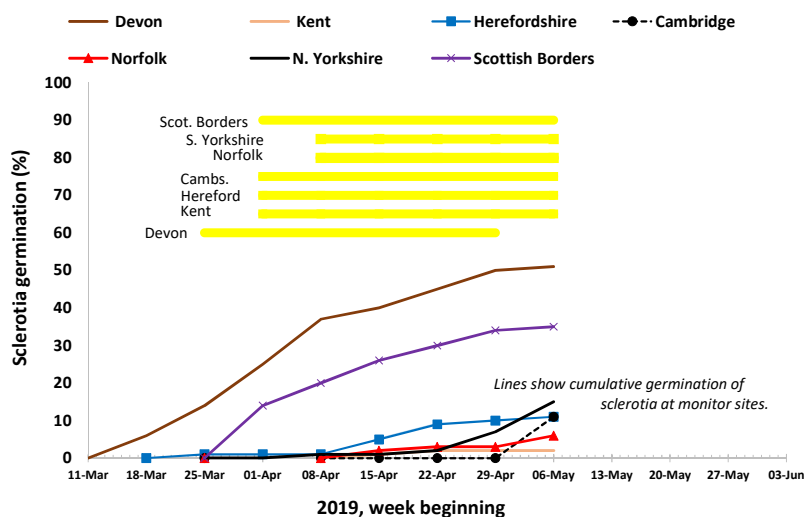 Devon Kent Herefordshire Cambridge
Norfolk N. Yorkshire Scottish Borders
Sclerotia germination (%)
100
90
80
70
60
50
40
30
20
10
0
Scot. Borders
S. Yorkshire
Norfolk
Cambs.
Hereford
Kent
Devon
Lines show cumulative germination of
sclerotia at monitor sites.
11-Mar 18-Mar 25-Mar 01-Apr 08-Apr 15-Apr 22-Apr 29-Apr 06-May 13-May 20-May 27-May 03-Jun
2019, week beginning